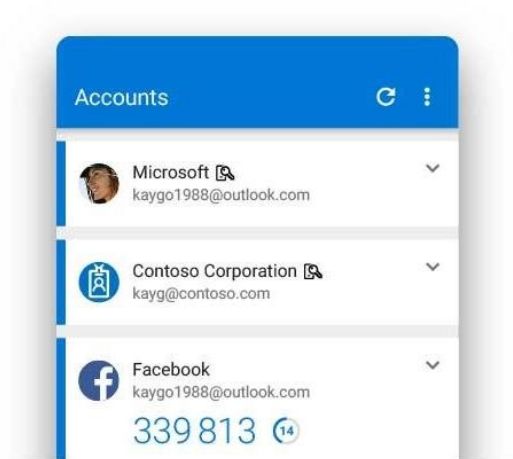 Accounts
Microsoft
kaygo1988@outlook.com
Contoso Corporation
kayg@contoso.com
Facebook
kaygo1988@outlook.com
339 813 14